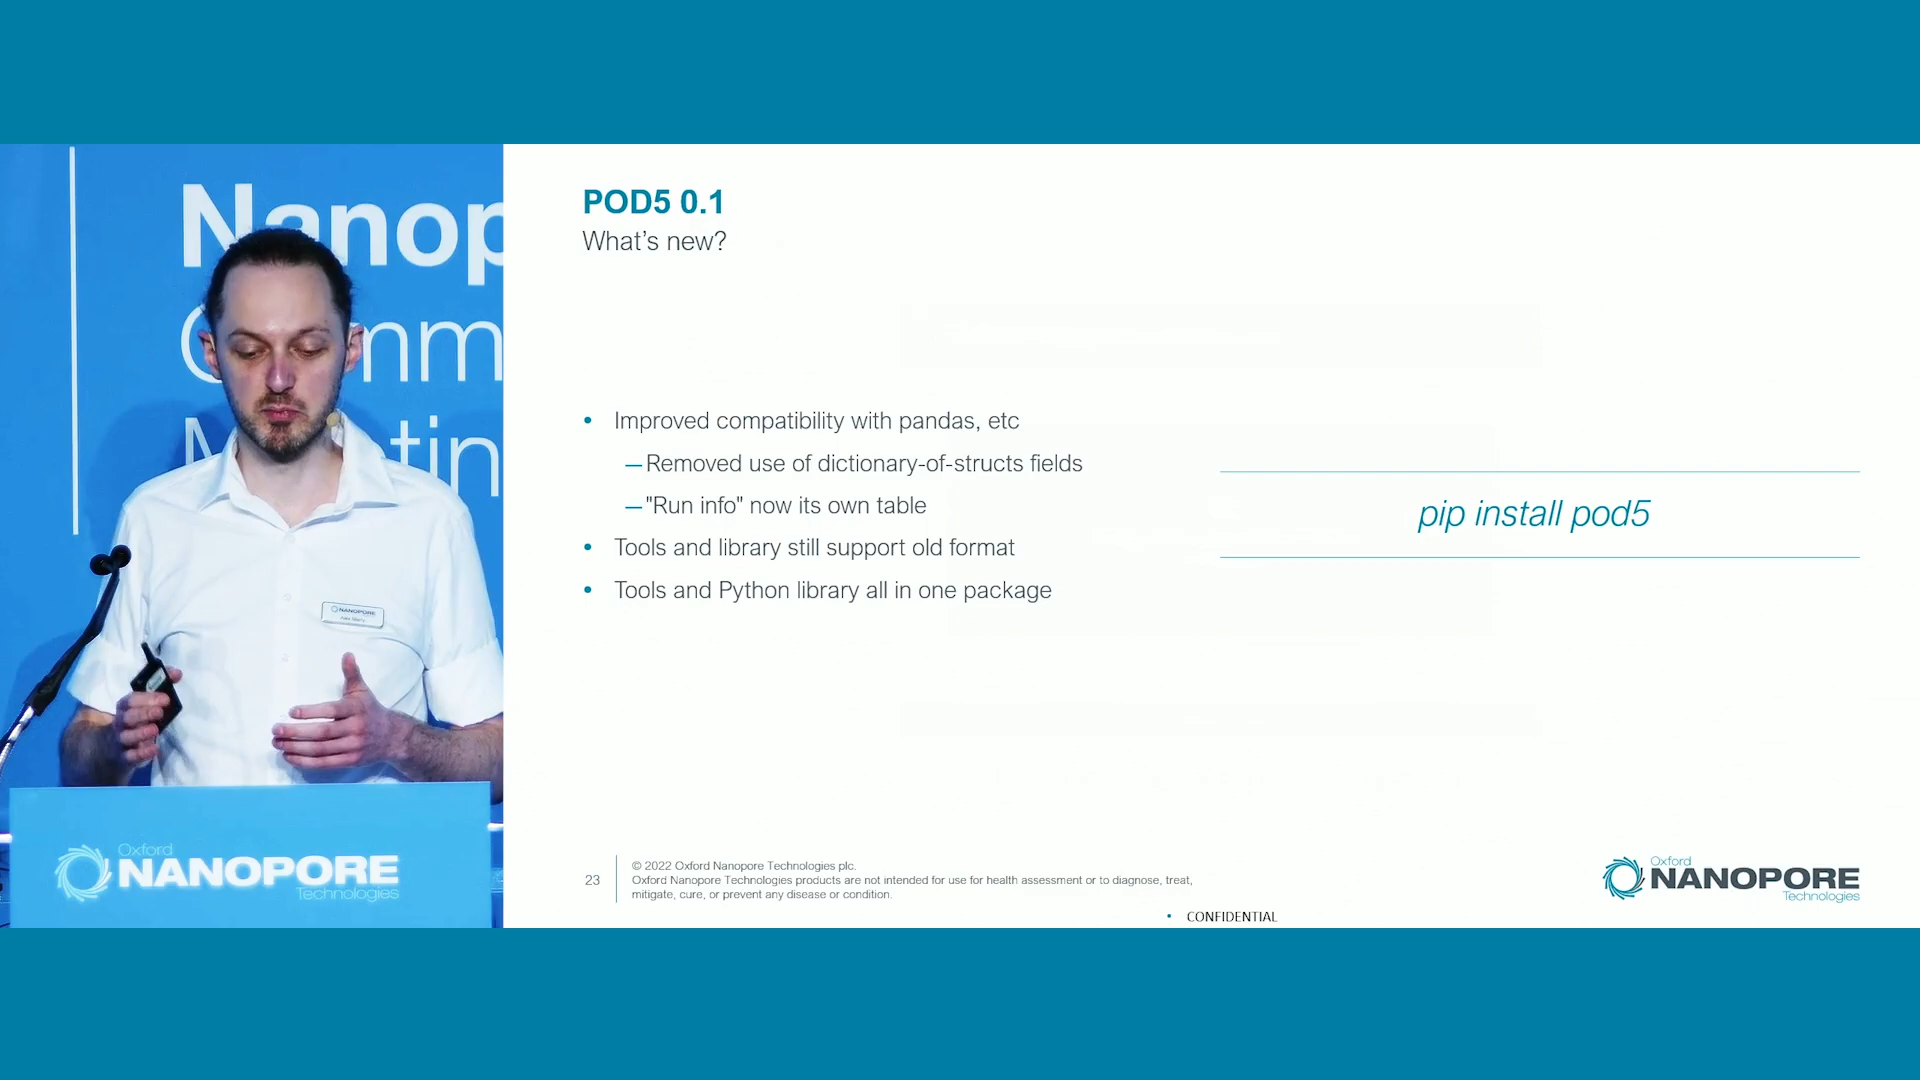 Nanop
mm
tin
NANOPORE
Oxford
NANOPORE
Technologies
POD5 0.1
What's new?
• Improved compatibility with pandas, etc
— Removed use of dictionary-of-structs fields
— "Run info" now its own table
• Tools and library still support old format
• Tools and Python library all in one package
pip install pod5
23
© 2022 Oxford Nanopore Technologies plc.
Oxford Nanopore Technologies products are not intended for use for health assessment or to diagnose, treat,
mitigate, cure, or prevent any disease or condition.
• CONFIDENTIAL
Oxford
NANOPORE
Technologies